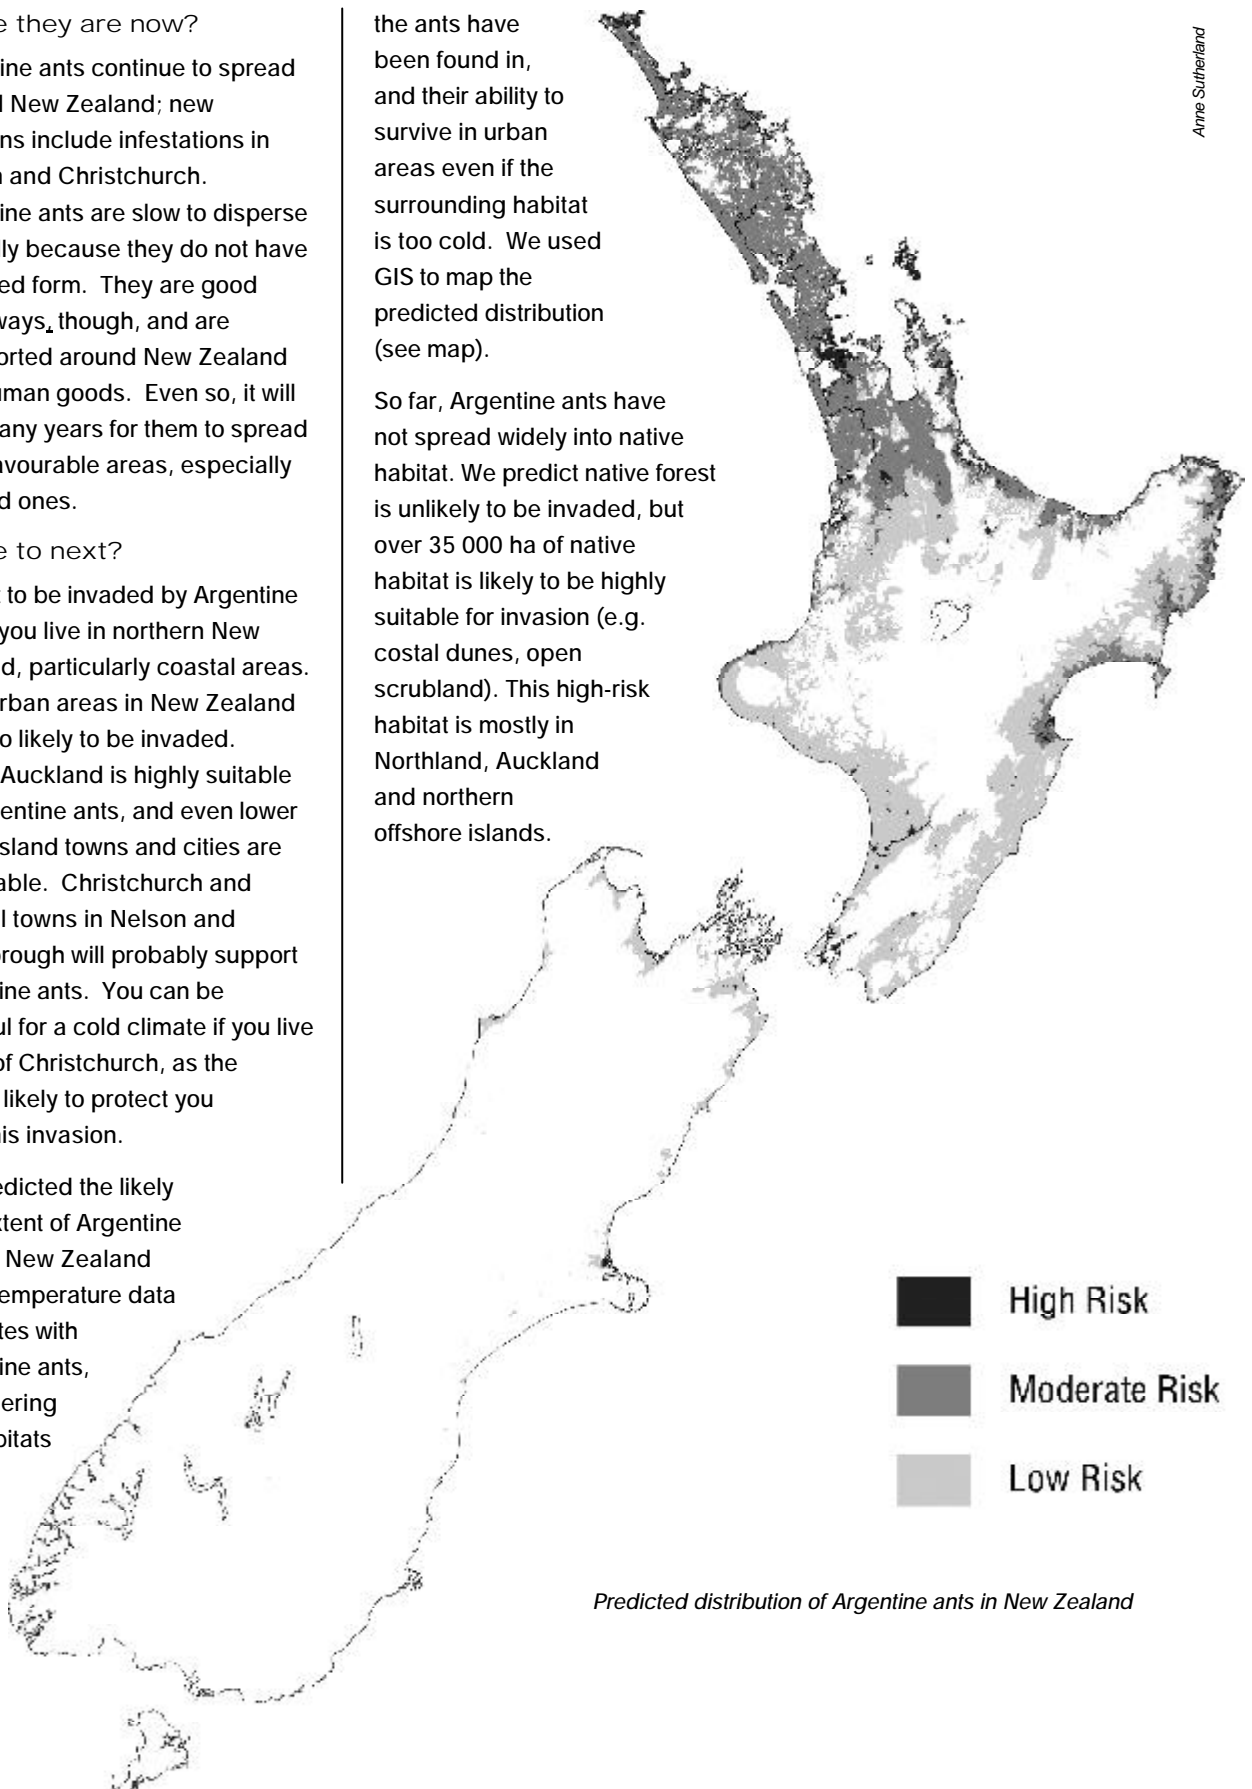 e they are now?
ine ants continue to spread
New Zealand; new
ns include infestations in
and Christchurch.
ine ants are slow to disperse
lly because they do not have
ed form. They are good
ways, though, and are
orted around New Zealand
uman goods. Even so, it will
any years for them to spread
avourable areas, especially
d ones.
e to next?
t to be invaded by Argentine
you live in northern New
d, particularly coastal areas.
rban areas in New Zealand
o likely to be invaded.
Auckland is highly suitable
entine ants, and even lower
sland towns and cities are
able. Christchurch and
l towns in Nelson and
rough will probably support
ine ants. You can be
ul for a cold climate if you live
of Christchurch, as the
likely to protect you
his invasion.
edicted the likely
xtent of Argentine
New Zealand
emperature data
tes with
ine ants,
ering
bitats
the ants have
been found in,
and their ability to
survive in urban
areas even if the
surrounding habitat
is too cold. We used
GIS to map the
predicted distribution
(see map).
So far, Argentine ants have
not spread widely into native
habitat. We predict native forest
is unlikely to be invaded, but
over 35 000 ha of native
habitat is likely to be highly
suitable for invasion (e.g.
costal dunes, open
scrubland). This high-risk
habitat is mostly in
Northland, Auckland
and northern
offshore islands.
Anne Sutherland
High Risk
Moderate Risk
Low Risk
Predicted distribution of Argentine ants in New Zealand